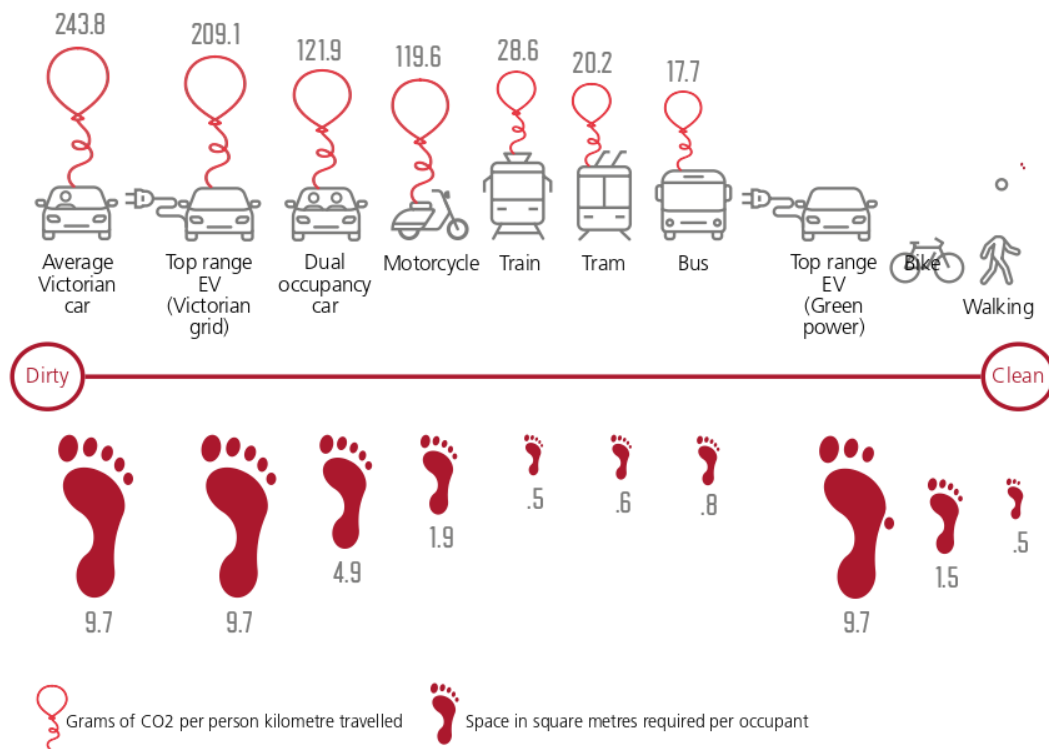 243.8
209.1
121.9
119.6
28.6
20.2
17.7
Average
Victorian
car
Top range
EV
(Victorian
grid)
Dual
occupancy
car
Motorcycle
Train
Tram
Bus
Top range
EV
(Green
power)
Bike
Walking
Dirty
Clean
9.7
9.7
4.9
1.9
.5
.6
.8
9.7
1.5
.5
Grams of CO2 per person kilometre travelled
Space in square metres required per occupant